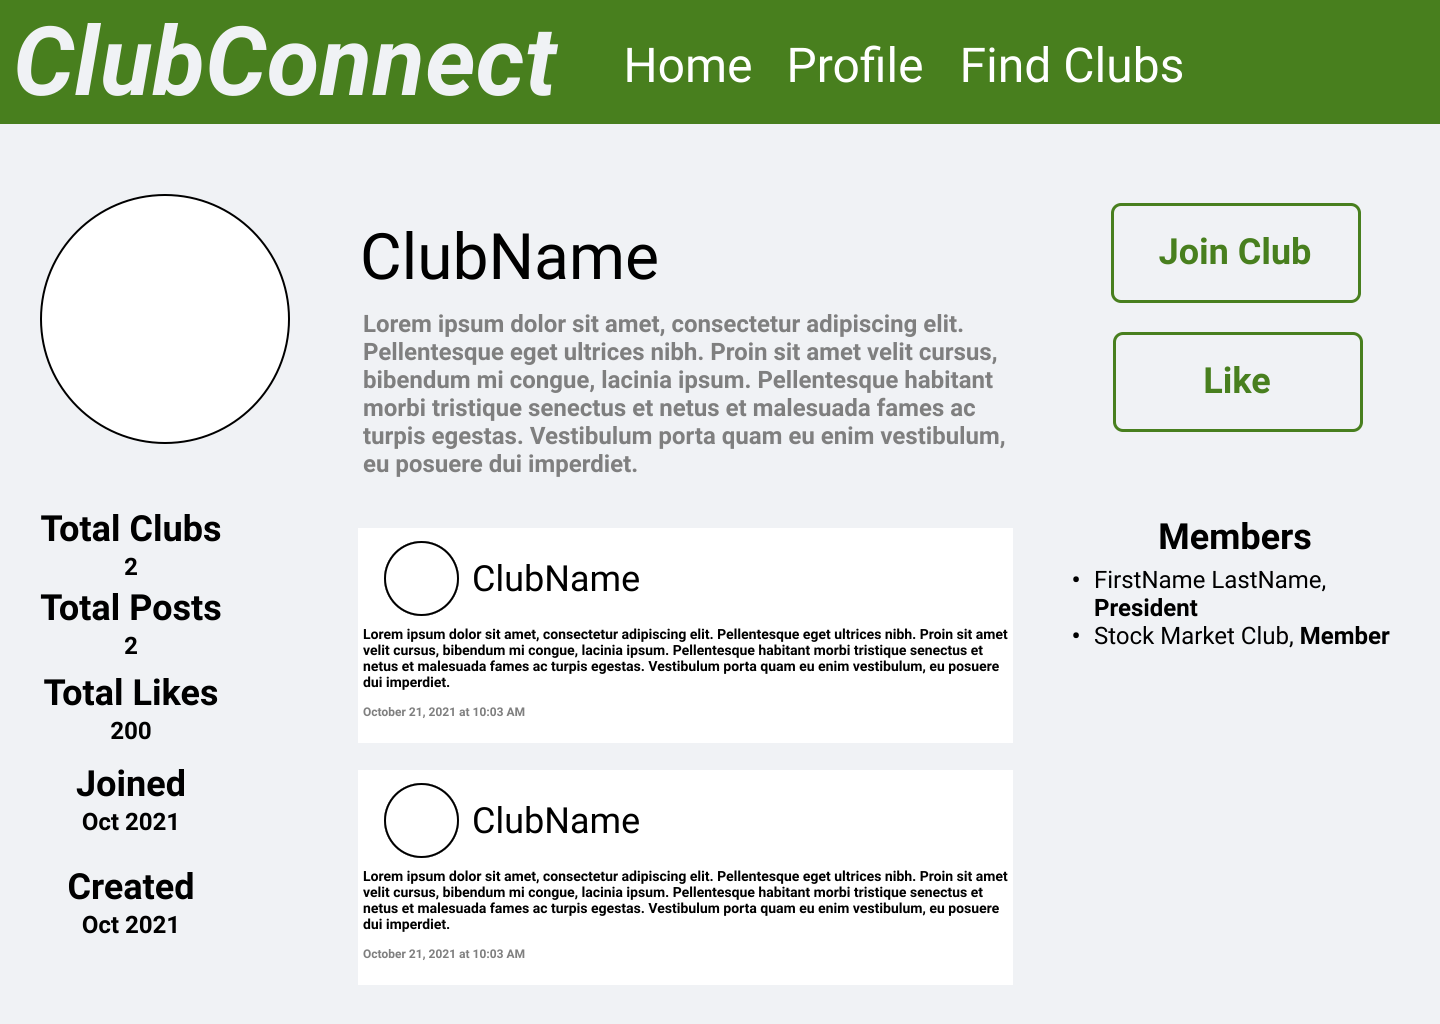 ClubConnect
Home Profile Find Clubs
ClubName
Lorem ipsum dolor sit amet, consectetur adipiscing elit.
Pellentesque eget ultrices nibh. Proin sit amet velit cursus,
bibendum mi congue, lacinia ipsum. Pellentesque habitant
morbi tristique senectus et netus et malesuada fames ac
turpis egestas. Vestibulum porta quam eu enim vestibulum,
eu posuere dui imperdiet.
Join Club
Like
Total Clubs
2
Total Posts
2
Total Likes
200
Joined
Oct 2021
Created
Oct 2021
ClubName
Lorem ipsum dolor sit amet, consectetur adipiscing elit. Pellentesque eget ultrices nibh. Proin sit amet
velit cursus, bibendum mi congue, lacinia ipsum. Pellentesque habitant morbi tristique senectus et
netus et malesuada fames ac turpis egestas. Vestibulum porta quam eu enim vestibulum, eu posuere
dui imperdiet.
October 21, 2021 at 10:03 AM
ClubName
Lorem ipsum dolor sit amet, consectetur adipiscing elit. Pellentesque eget ultrices nibh. Proin sit amet
velit cursus, bibendum mi congue, lacinia ipsum. Pellentesque habitant morbi tristique senectus et
netus et malesuada fames ac turpis egestas. Vestibulum porta quam eu enim vestibulum, eu posuere
dui imperdiet.
October 21, 2021 at 10:03 AM
Members
• FirstName LastName,
President
• Stock Market Club, Member